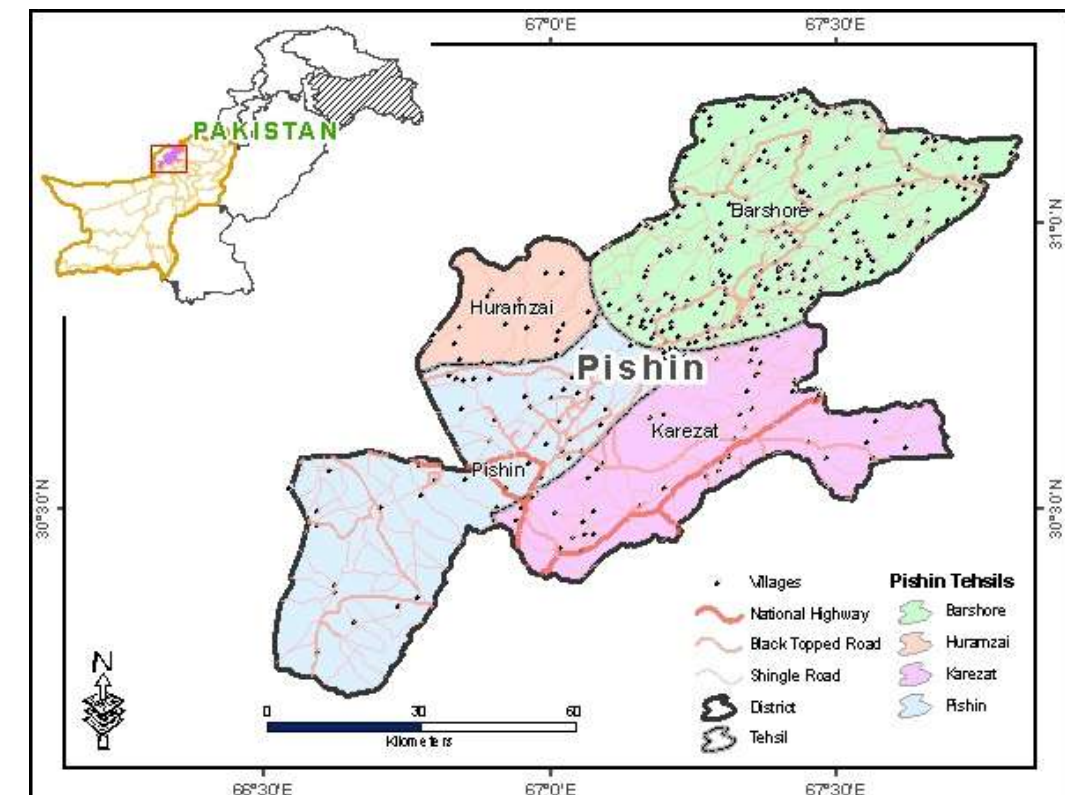 67°0'E
67°30'E
PAKISTAN
Barshore
31°0'N
Huramzai
Pishin
Karezat
Pishin
30°30'N
30°30'N
Villages
National Highway
Black Topped Road
Shingle Road
District
Tehsil
Pishin Tehsils
Barshore
Huramzai
Karezat
Pishin
N
0 30 60
Kilometers
66°30'E
67°0'E
67°30'E